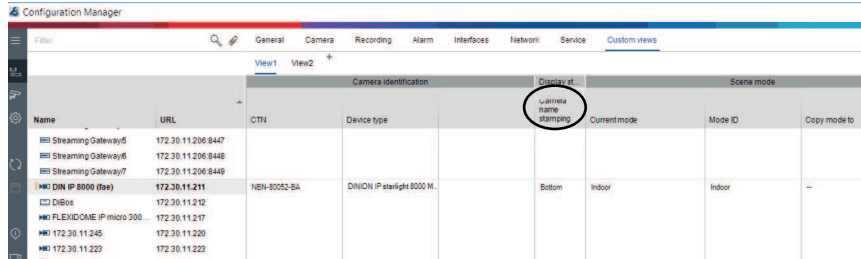 Configuration Manager
Filter General Camera Recording Alarm Interfaces Network Service Custom views
View1 View2 +
Camera identification Display st... Scene mode
Name URL CTN Device type Camera name stamping Current mode Mode ID Copy mode to
Streaming Gateway/5 172.30.11.206:8447
Streaming Gateway/6 172.30.11.206:8448
Streaming Gateway/7 172.30.11.206:8449
DIN IP 8000 (fae) 172.30.11.211 NBN-80052-BA DINION IP starlight 8000 M... Bottom Indoor Indoor --
DiBos 172.30.11.212
FLEXIDOME IP micro 300... 172.30.11.217
172.30.11.245 172.30.11.220
172.30.11.223 172.30.11.223